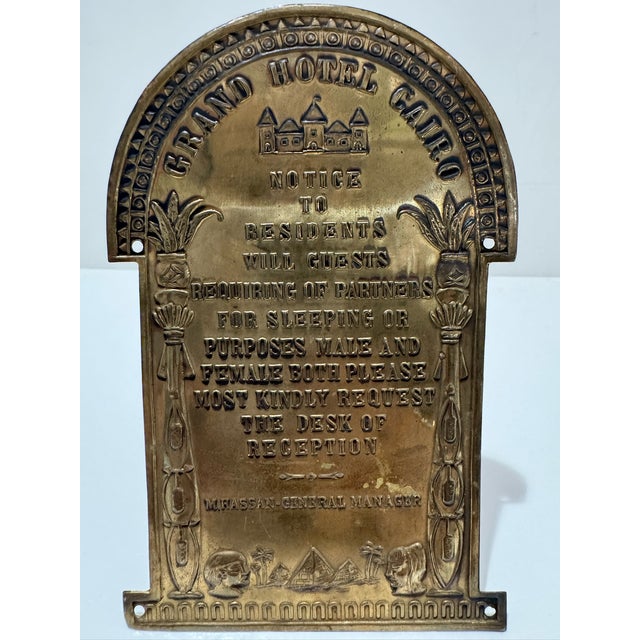 GRAND HOTEL CAIRO
NOTICE
TO
RESIDENTS
WILL GUESTS
REQUIRING OF PARTNERS
FOR SLEEPING OR
PURPOSES MALE AND
FEMALE BOTH PLEASE
MOST KINDLY REQUEST
THE DESK OF
RECEPTION
M.HASSAN-GENERAL MANAGER